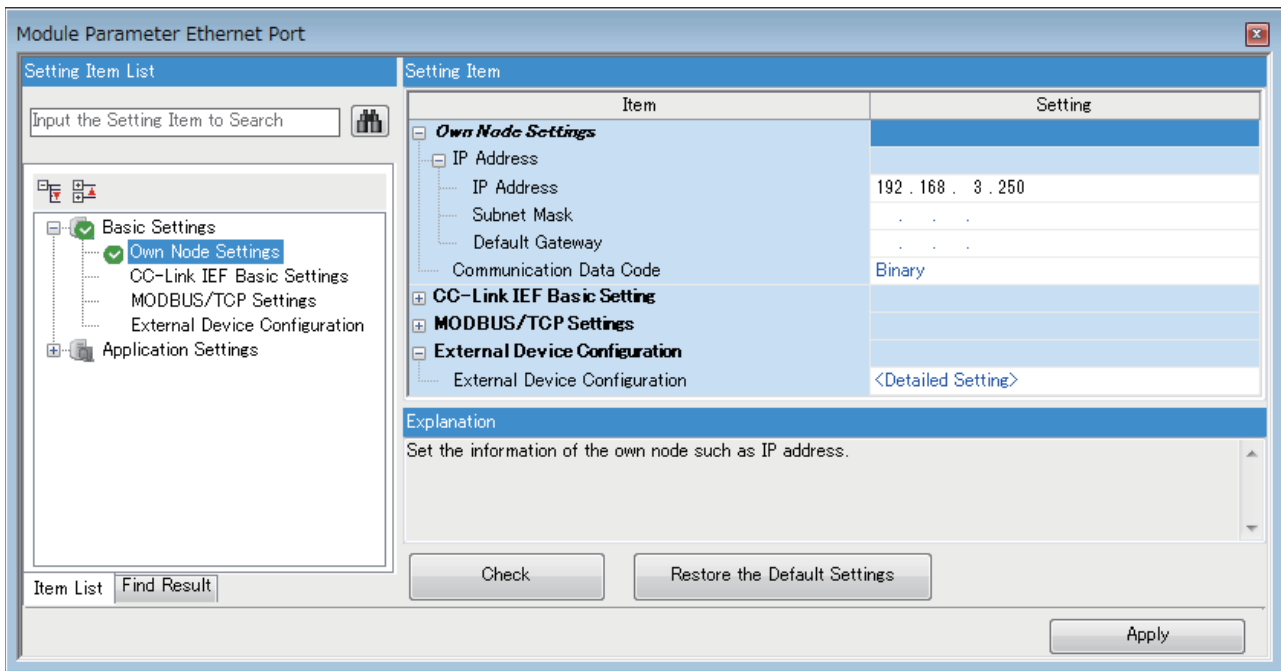 Module Parameter Ethernet Port
Setting Item List
Input the Setting Item to Search
Basic Settings
Own Node Settings
CC-Link IEF Basic Settings
MODBUS/TCP Settings
External Device Configuration
Application Settings
Item List Find Result
Setting Item
Item Setting
Own Node Settings
IP Address
IP Address 192 . 168 . 3 . 250
Subnet Mask . . .
Default Gateway . . .
Communication Data Code Binary
CC-Link IEF Basic Setting
MODBUS/TCP Settings
External Device Configuration
External Device Configuration <Detailed Setting>
Explanation
Set the information of the own node such as IP address.
Check Restore the Default Settings
Apply